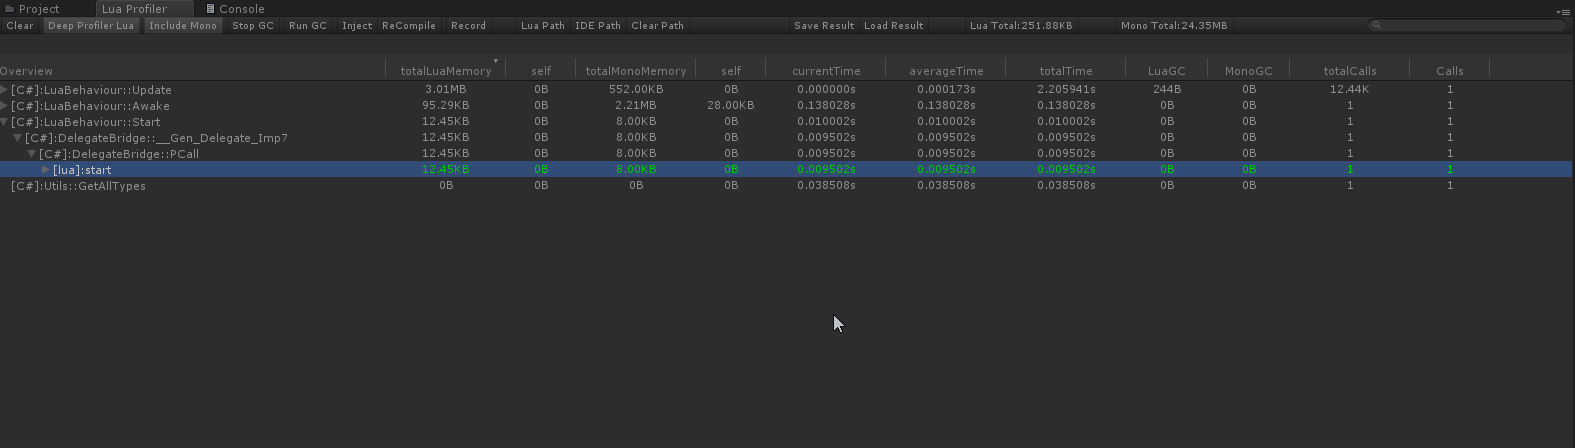 Project Lua Profiler Console
Clear Deep Profiler Lua Include Mono Stop GC Run GC Inject ReCompile Record Lua Path IDE Path Clear Path Save Result Load Result Lua Total:251.88KB Mono Total:24.35MB
Overview totalLuaMemory self totalMonoMemory self currentTime averageTime totalTime LuaGC MonoGC totalCalls Calls
[C#]:LuaBehaviour::Update 3.01MB 0B 552.00KB 0B 0.000000s 0.000173s 2.205941s 244B 0B 12.44K 1
[C#]:LuaBehaviour::Awake 95.29KB 0B 2.21MB 28.00KB 0.138028s 0.138028s 0.138028s 0B 0B 1 1
[C#]:LuaBehaviour::Start 12.45KB 0B 8.00KB 0B 0.010002s 0.010002s 0.010002s 0B 0B 1 1
[C#]:DelegateBridge::__Gen_Delegate_Imp7 12.45KB 0B 8.00KB 0B 0.009502s 0.009502s 0.009502s 0B 0B 1 1
[C#]:DelegateBridge::PCall 12.45KB 0B 8.00KB 0B 0.009502s 0.009502s 0.009502s 0B 0B 1 1
[lua]:start 12.45KB 0B 8.00KB 0B 0.009502s 0.009502s 0.009502s 0B 0B 1 1
[C#]:Utils::GetAllTypes 0B 0B 0B 0B 0.038508s 0.038508s 0.038508s 0B 0B 1 1